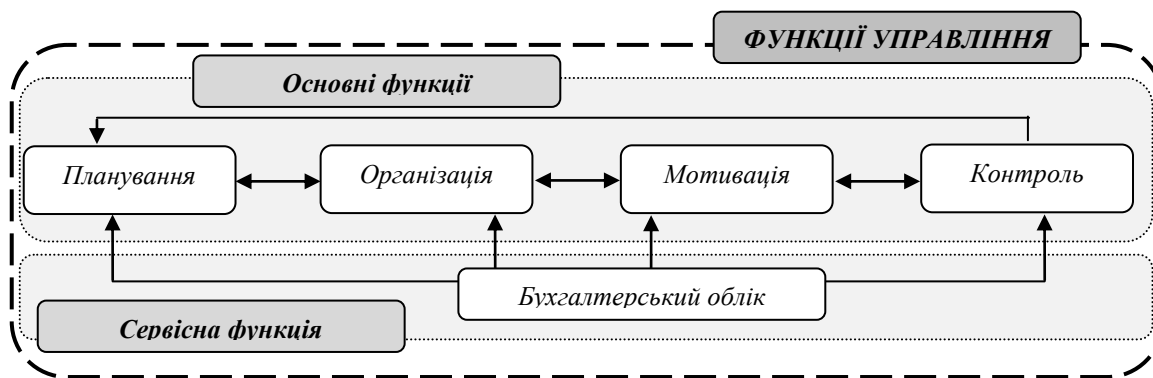 ФУНКЦІЇ УПРАВЛІННЯ
Основні функції
Планування
Організація
Мотивація
Контроль
Бухгалтерський облік
Сервісна функція